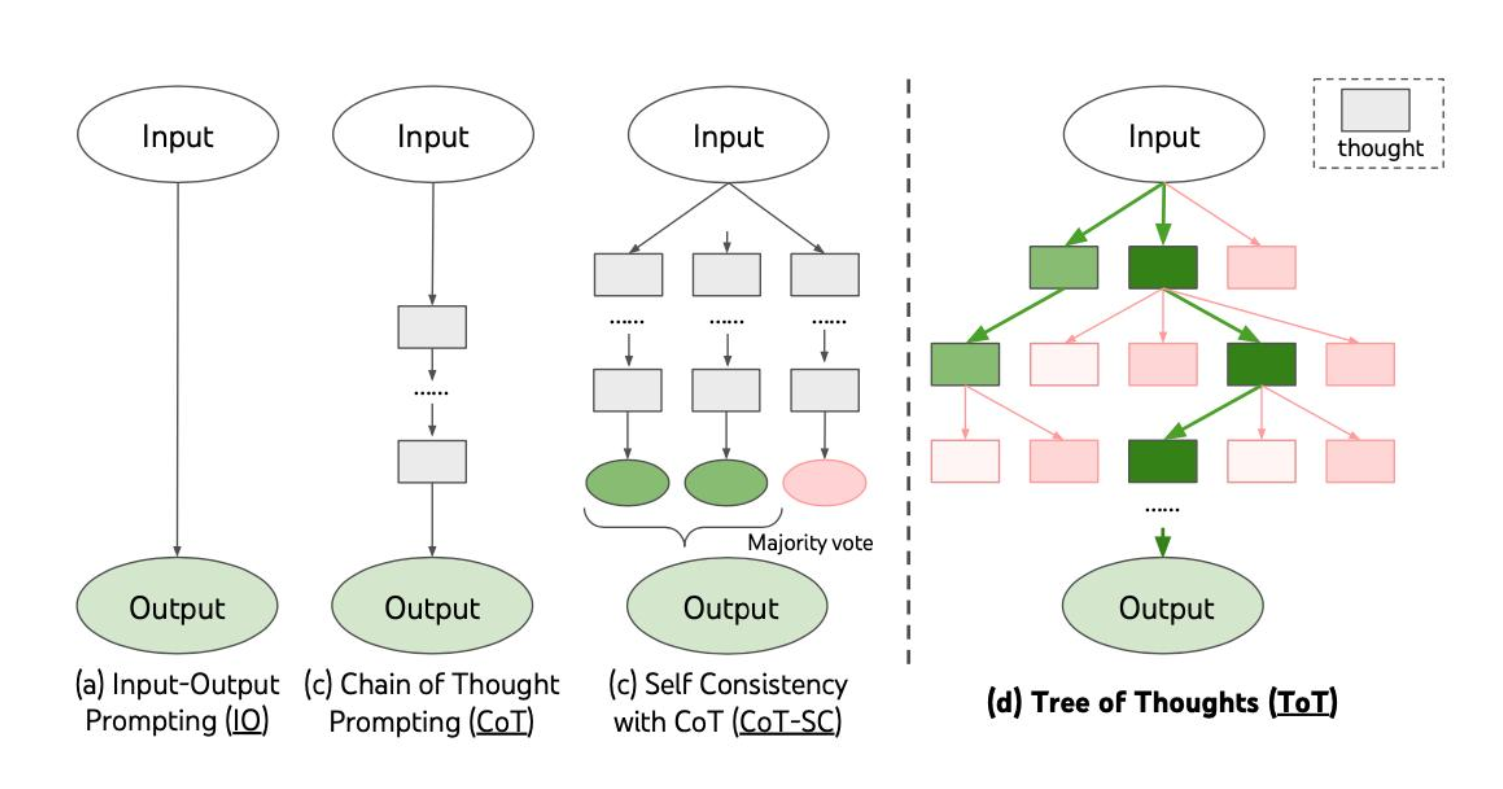 Input
Input
Input
Input
thought
......
......
......
......
......
Majority vote
Output
Output
Output
Output
(a) Input-Output
Prompting (IO)
(c) Chain of Thought
Prompting (CoT)
(c) Self Consistency
with CoT (CoT-SC)
(d) Tree of Thoughts (ToT)